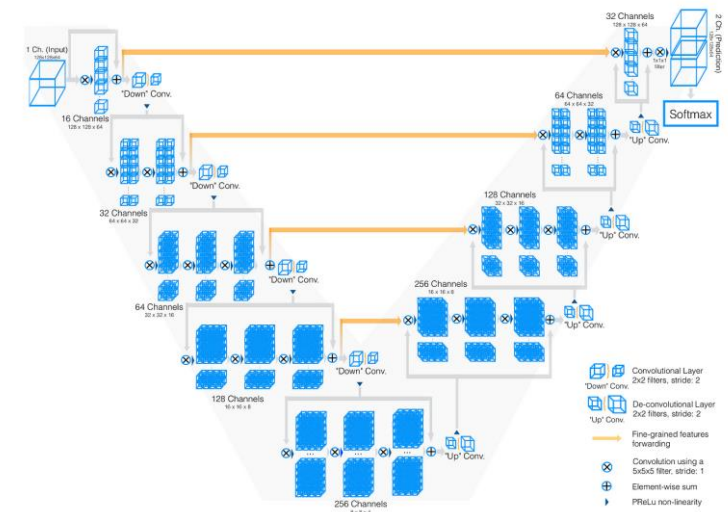 1 Ch. (Input)
128x128x64
"Down" Conv.
16 Channels
128 x 128 x 64
"Down" Conv.
32 Channels
64 x 64 x 32
"Down" Conv.
64 Channels
32 x 32 x 16
"Down" Conv.
128 Channels
16 x 16 x 8
256 Channels
"Up" Conv.
256 Channels
16 x 16 x 8
"Up" Conv.
128 Channels
32 x 32 x 16
"Up" Conv.
64 Channels
64 x 64 x 32
"Up" Conv.
32 Channels
128 x 128 x 64
1x1x1
filter
2 Ch. (Prediction)
128x128x64
Softmax
"Down" Conv.
Convolutional Layer
2x2 filters, stride: 2
"Up" Conv.
De-convolutional Layer
2x2 filters, stride: 2
Fine-grained features
forwarding
Convolution using a
5x5x5 filter, stride: 1
Element-wise sum
PReLu non-linearity